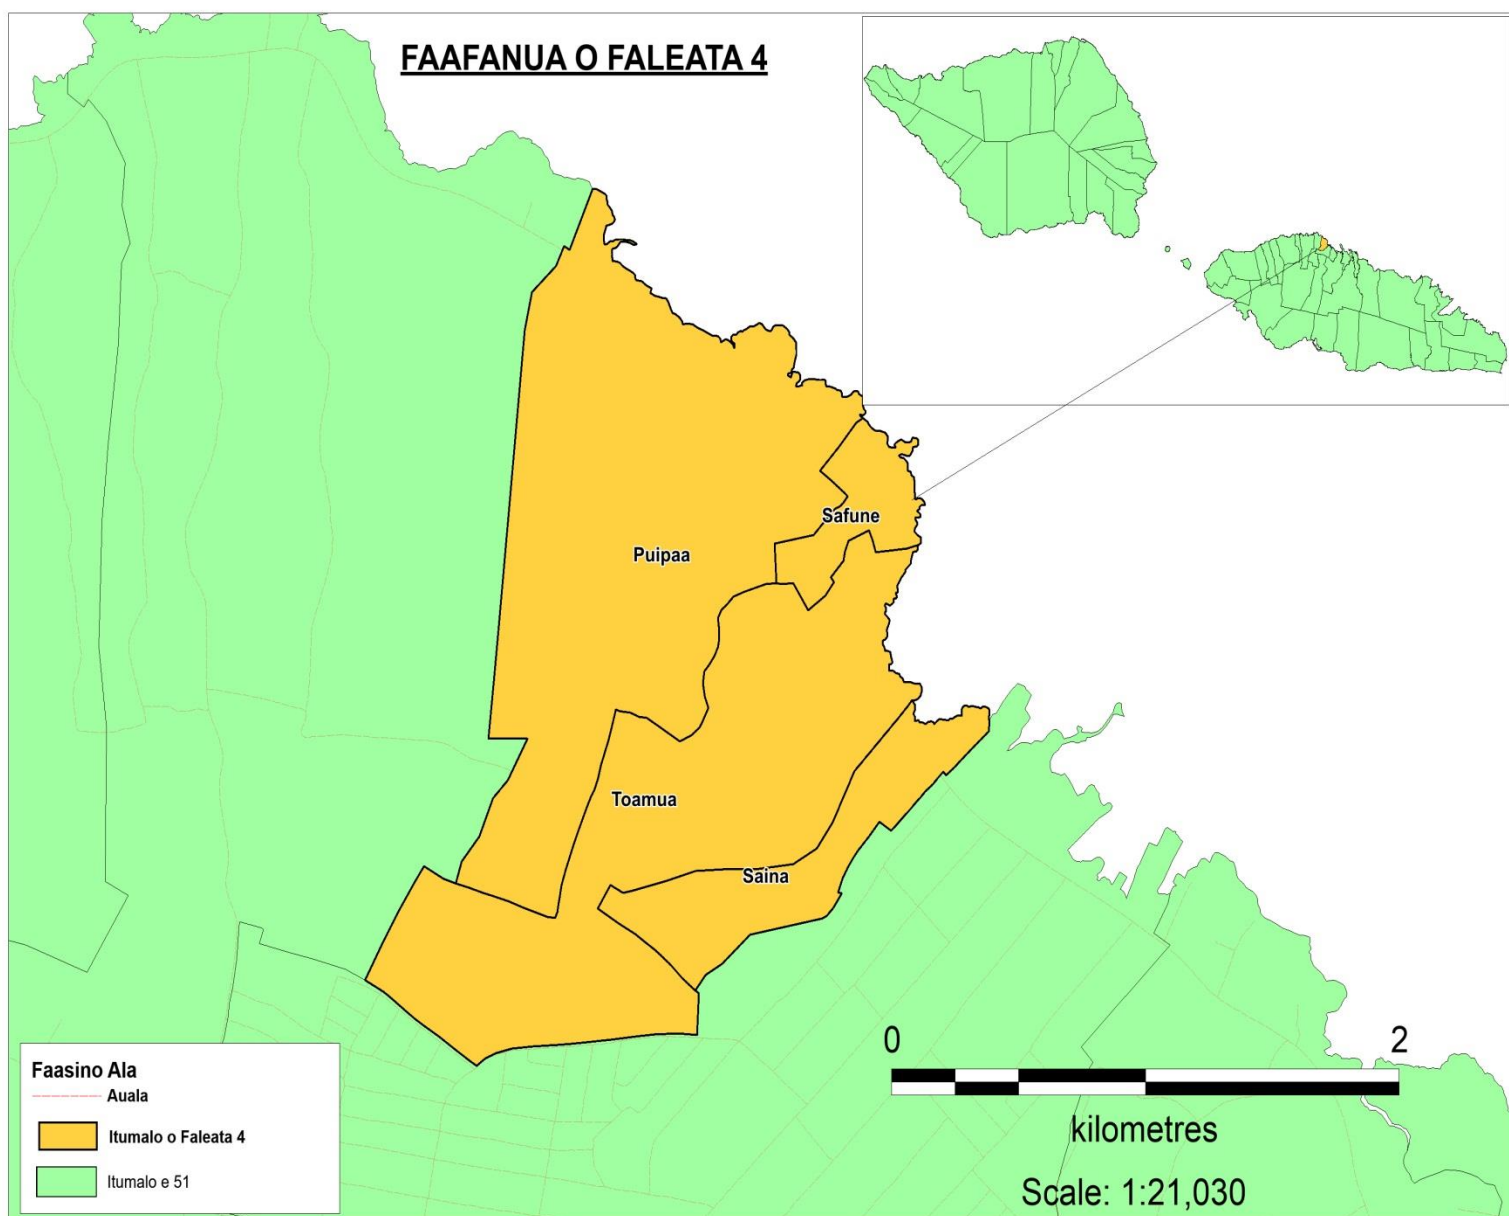 FAAFANUA O FALEATA 4
Safune
Puipaa
Toamua
Saina
0 2
kilometres
Scale: 1:21,030
Faasino Ala
Auala
Itumalo o Faleata 4
Itumalo e 51